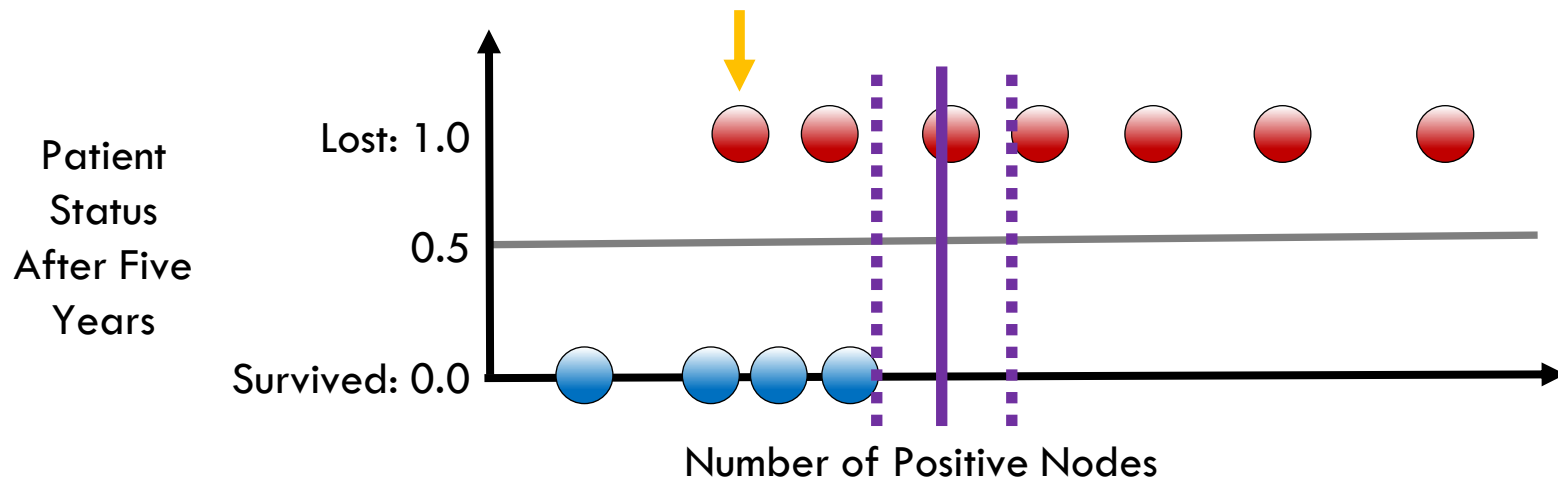 Patient
Status
After Five
Years
Lost: 1.0
0.5
Survived: 0.0
Number of Positive Nodes